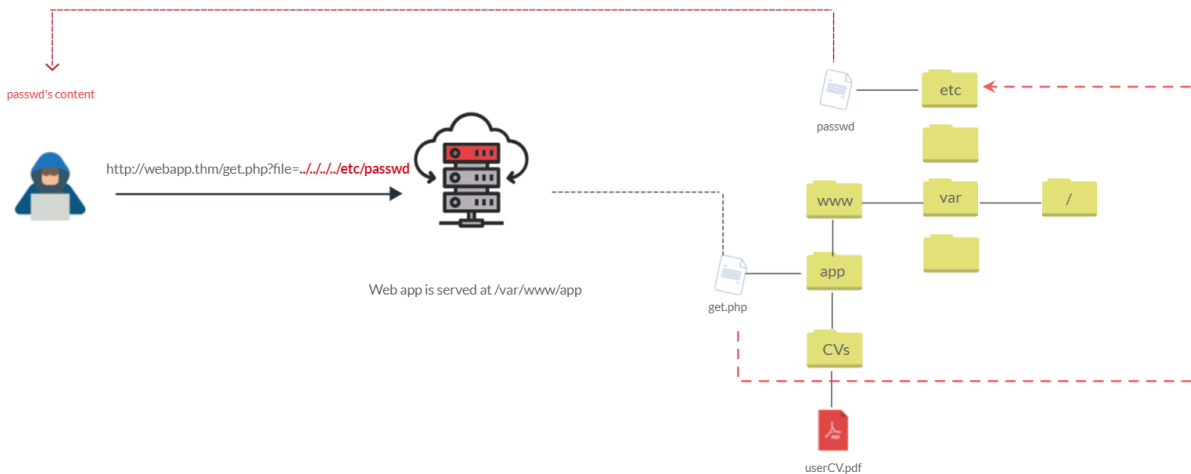 passwd's content
etc
passwd
http://webapp.thm/get.php?file=../../../../etc/passwd
www
var
/
app
Web app is served at /var/www/app
get.php
CVs
PDF
userCV.pdf